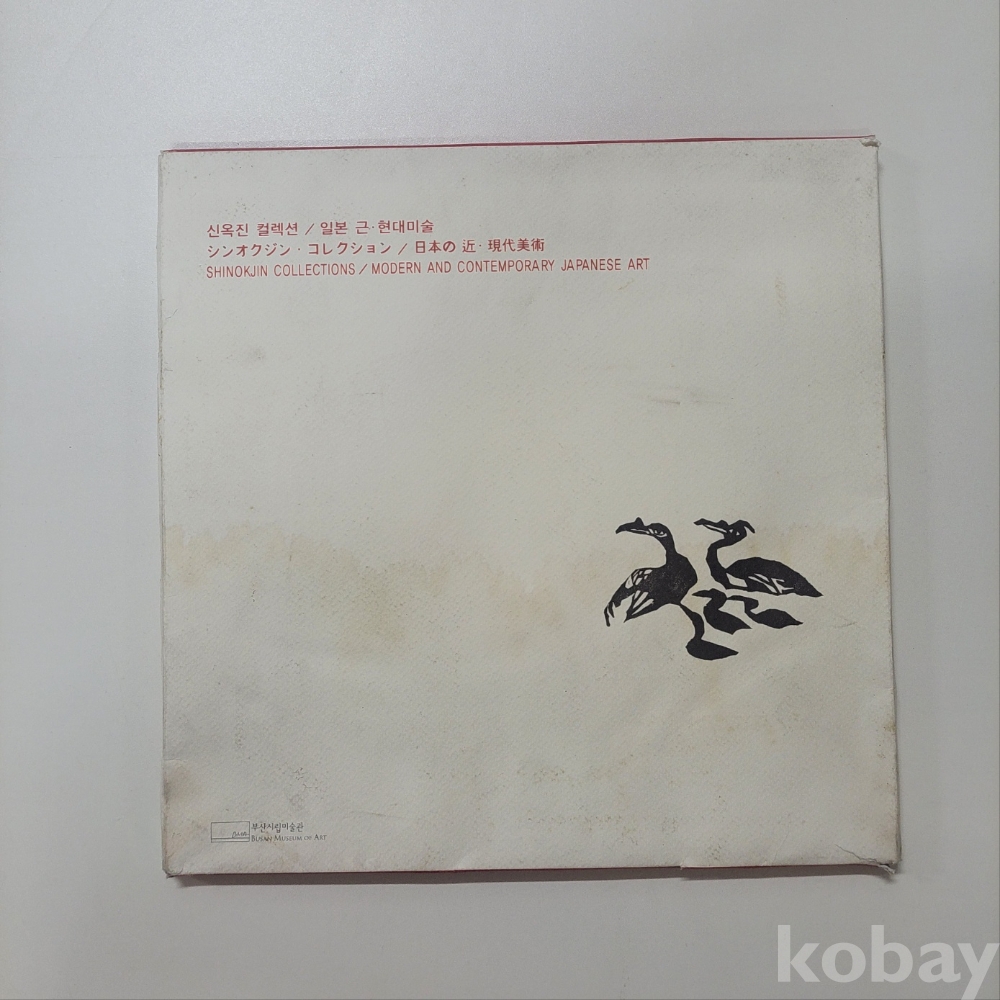 신옥진 컬렉션 / 일본 근·현대미술
シンオクジン・コレクション / 日本の 近・現代美術
SHINOKJIN COLLECTIONS / MODERN AND CONTEMPORARY JAPANESE ART
부산시립미술관
BUSAN MUSEUM OF ART
kobay